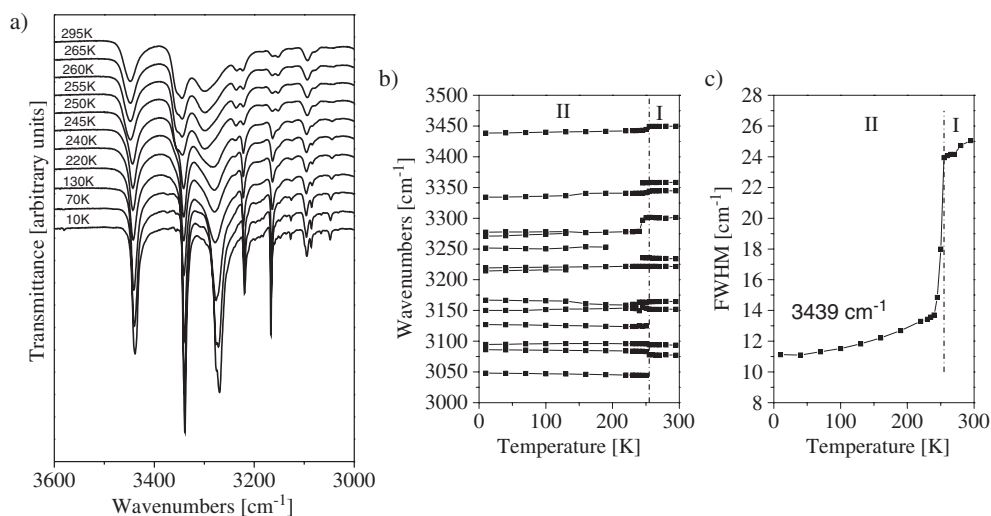 a)
295K
265K
260K
255K
250K
245K
240K
220K
130K
70K
10K
Transmittance [arbitrary units]
3600 3400 3200 3000
Wavenumbers [cm-1]
b)
II I
3500
3450
3400
3350
3300
3250
3200
3150
3100
3050
3000
Wavenumbers [cm-1]
0 100 200 300
Temperature [K]
c)
II I
28
26
24
22
20
18
16
14
12
10
8
FWHM [cm-1]
3439 cm-1
0 100 200 300
Temperature [K]